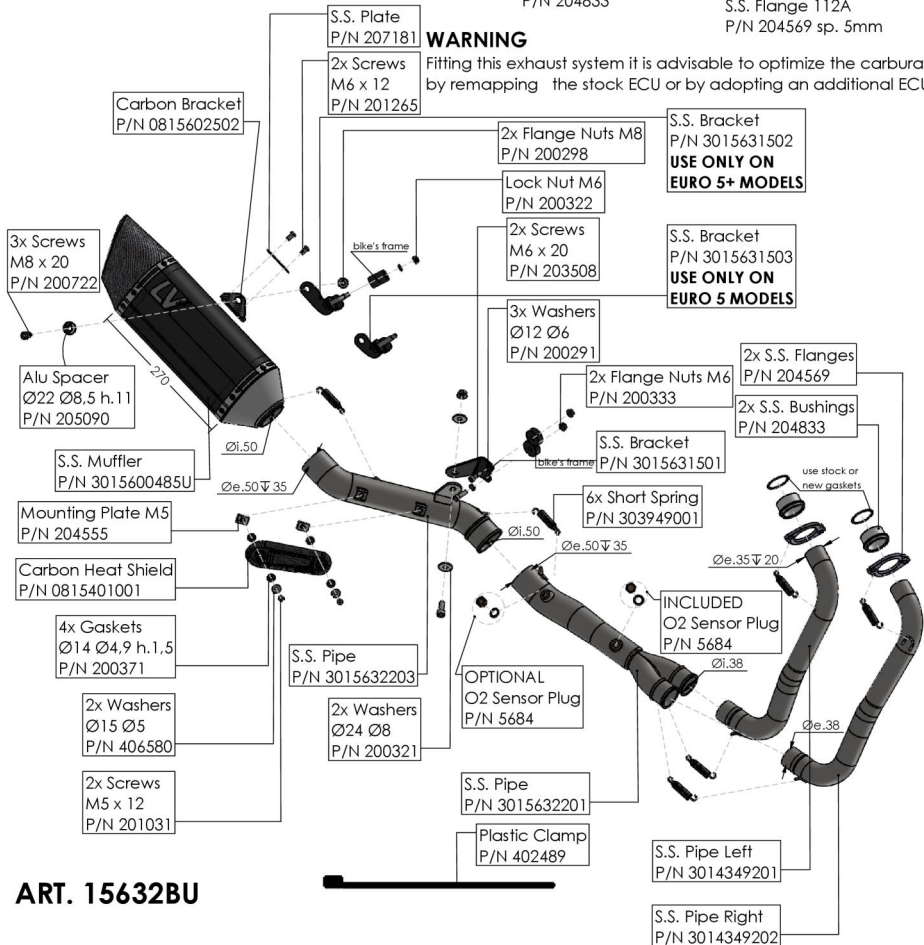 P/N 204833
S.S. Flange 112A
P/N 204569 sp. 5mm
S.S. Plate
P/N 207181
WARNING
Fitting this exhaust system it is advisable to optimize the carbura
by remapping the stock ECU or by adopting an additional ECU
2x Screws
M6 x 12
P/N 201265
Carbon Bracket
P/N 0815602502
2x Flange Nuts M8
P/N 200298
S.S. Bracket
P/N 3015631502
USE ONLY ON
EURO 5+ MODELS
Lock Nut M6
P/N 200322
3x Screws
M8 x 20
P/N 200722
bike's frame
2x Screws
M6 x 20
P/N 203508
S.S. Bracket
P/N 3015631503
USE ONLY ON
EURO 5 MODELS
LV
3x Washers
Ø12 Ø6
P/N 200291
270
Alu Spacer
Ø22 Ø8,5 h.11
P/N 205090
2x S.S. Flanges
P/N 204569
2x Flange Nuts M6
P/N 200333
2x S.S. Bushings
P/N 204833
Øi.50
S.S. Muffler
P/N 3015600485U
bike's frame
S.S. Bracket
P/N 3015631501
use stock or
new gaskets
Øe.50↧35
Mounting Plate M5
P/N 204555
6x Short Spring
P/N 303949001
Øi.50
Øe.50↧35
Øe.35↧20
Carbon Heat Shield
P/N 0815401001
INCLUDED
O2 Sensor Plug
P/N 5684
4x Gaskets
Ø14 Ø4,9 h.1,5
P/N 200371
S.S. Pipe
P/N 3015632203
OPTIONAL
O2 Sensor Plug
P/N 5684
Øi.38
2x Washers
Ø15 Ø5
P/N 406580
2x Washers
Ø24 Ø8
P/N 200321
Øe.38
2x Screws
M5 x 12
P/N 201031
S.S. Pipe
P/N 3015632201
Plastic Clamp
P/N 402489
S.S. Pipe Left
P/N 3014349201
ART. 15632BU
S.S. Pipe Right
P/N 3014349202